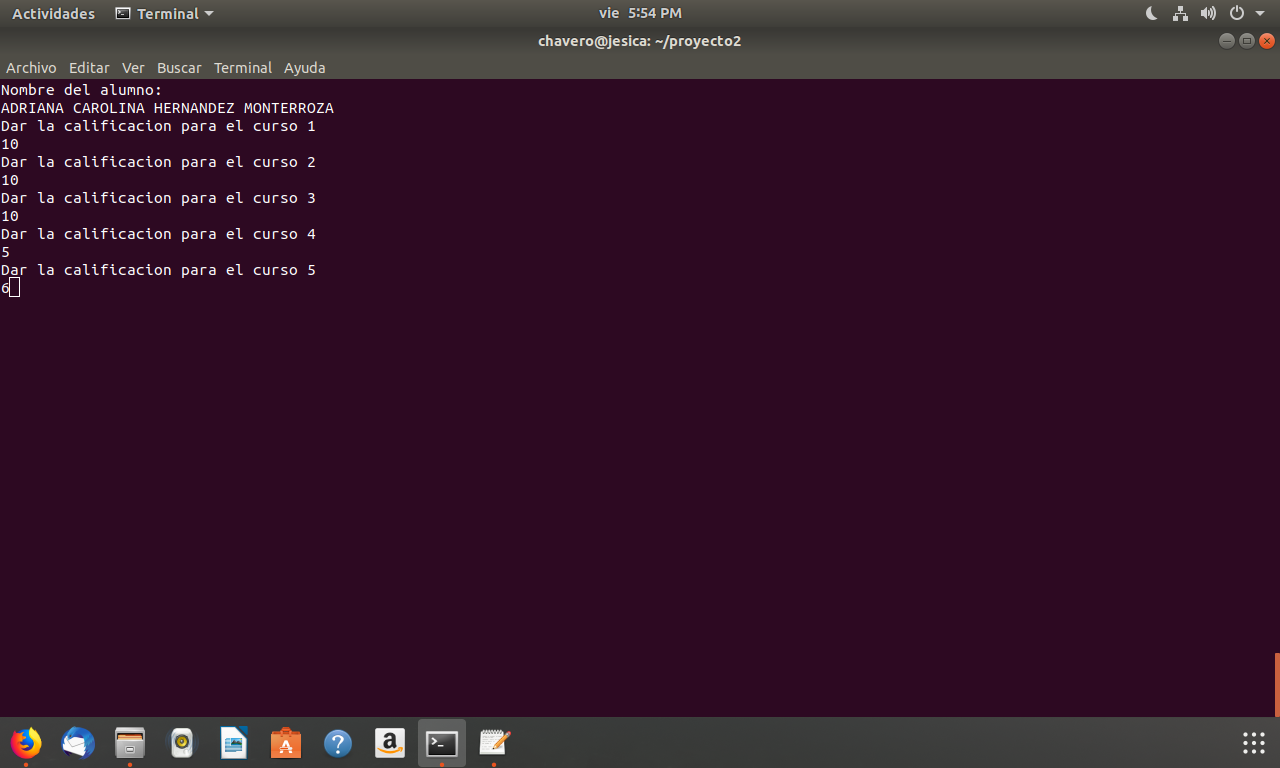 Actividades Terminal vie 5:54 PM
chavero@jesica: ~/proyecto2
Archivo Editar Ver Buscar Terminal Ayuda
Nombre del alumno:
ADRIANA CAROLINA HERNANDEZ MONTERROZA
Dar la calificacion para el curso 1
10
Dar la calificacion para el curso 2
10
Dar la calificacion para el curso 3
10
Dar la calificacion para el curso 4
5
Dar la calificacion para el curso 5
6